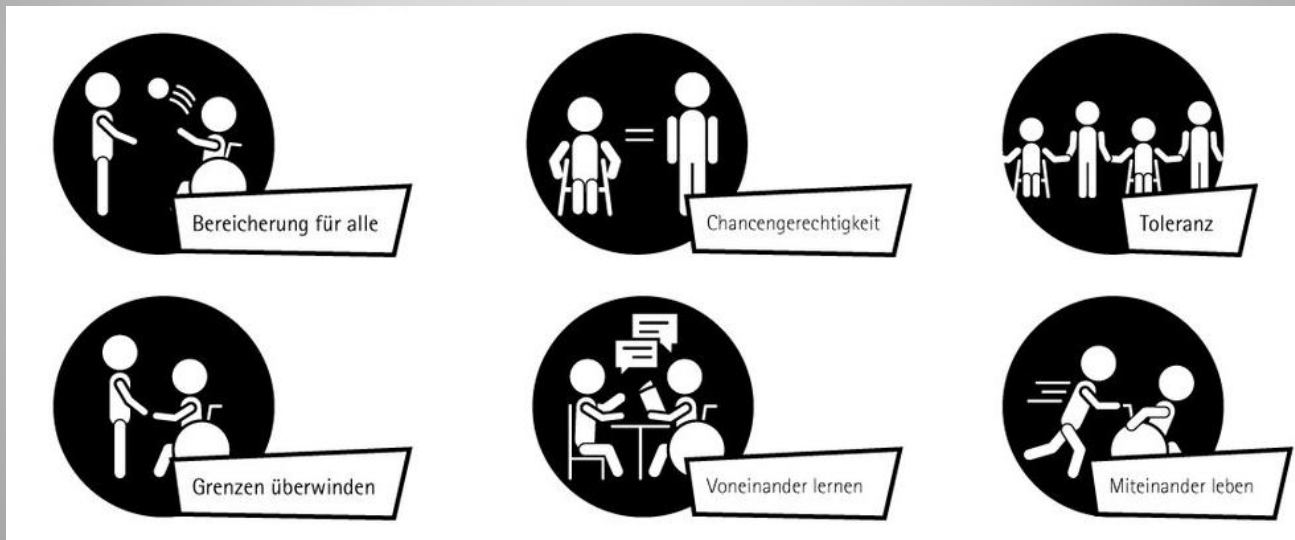 Bereicherung für alle
Chancengerechtigkeit
Toleranz
Grenzen überwinden
Voneinander lernen
Miteinander leben